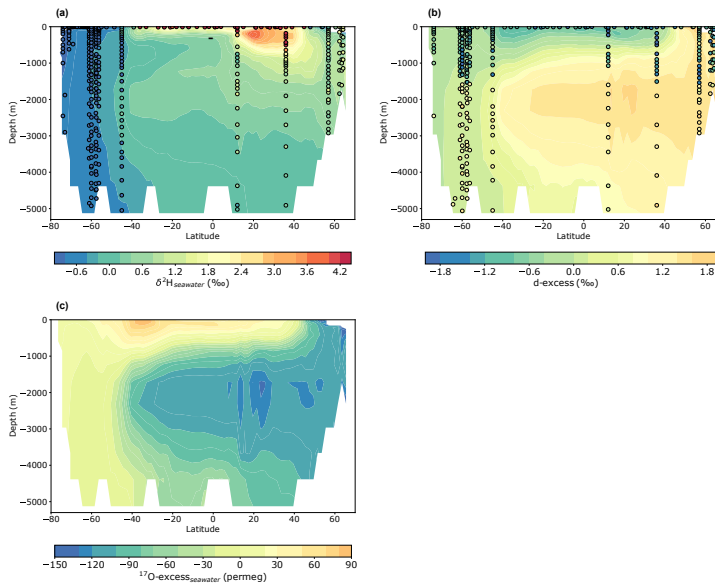 (a)
0
−1000
−2000
−3000
−4000
−5000
Depth (m)
−80 −60 −40 −20 0 20 40 60
Latitude
−0.6 0.0 0.6 1.2 1.8 2.4 3.0 3.6 4.2
δ²Hseawater (‰)
(b)
0
−1000
−2000
−3000
−4000
−5000
Depth (m)
−80 −60 −40 −20 0 20 40 60
Latitude
−1.8 −1.2 −0.6 0.0 0.6 1.2 1.8
d-excess (‰)
(c)
0
−1000
−2000
−3000
−4000
−5000
Depth (m)
−80 −60 −40 −20 0 20 40 60
Latitude
−150 −120 −90 −60 −30 0 30 60 90
¹⁷O-excessseawater (permeg)